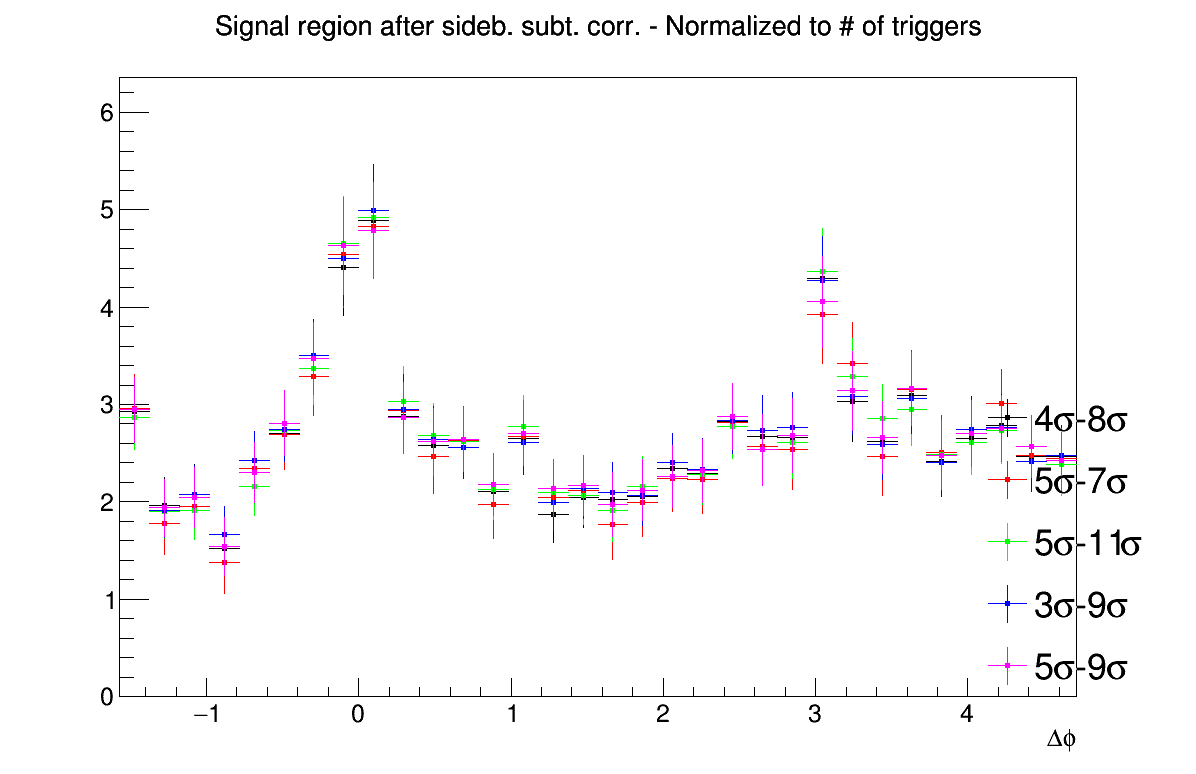 Signal region after sideb. subt. corr. - Normalized to # of triggers
6
5
4
3
2
1
0
4σ-8σ
5σ-7σ
5σ-11σ
3σ-9σ
5σ-9σ
−1 0 1 2 3 4
Δϕ